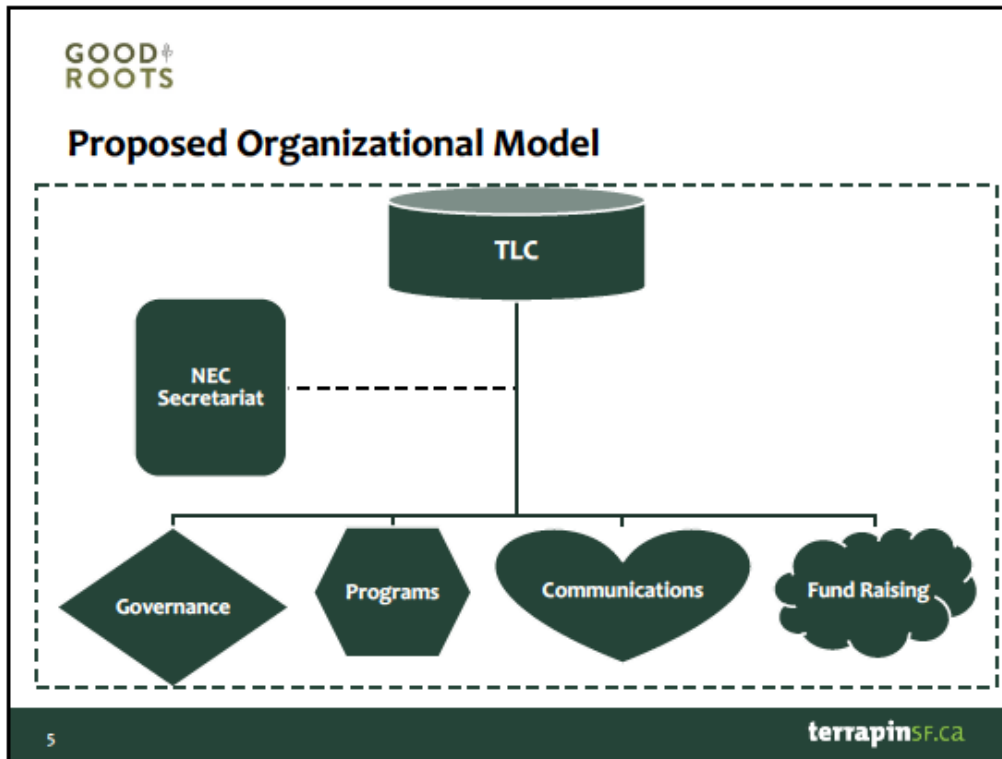 GOOD
ROOTS
Proposed Organizational Model
TLC
NEC
Secretariat
Governance
Programs
Communications
Fund Raising
5
terrapinSF.ca